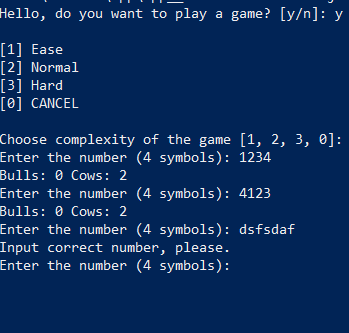 Hello, do you want to play a game? [y/n]: y
[1] Ease
[2] Normal
[3] Hard
[0] CANCEL
Choose complexity of the game [1, 2, 3, 0]:
Enter the number (4 symbols): 1234
Bulls: 0 Cows: 2
Enter the number (4 symbols): 4123
Bulls: 0 Cows: 2
Enter the number (4 symbols): dsfsdaf
Input correct number, please.
Enter the number (4 symbols):